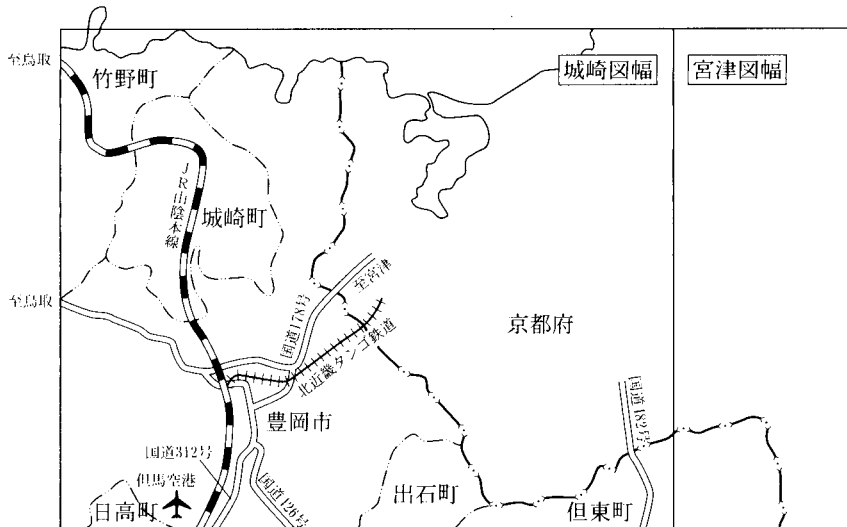 至鳥取
竹野町
城崎図幅
宮津図幅
JR山陰本線
城崎町
至宮津
至鳥取
国道178号
京都府
北近畿タンゴ鉄道
国道482号
豊岡市
国道312号
但馬空港
国道426号
出石町
日高町
但東町